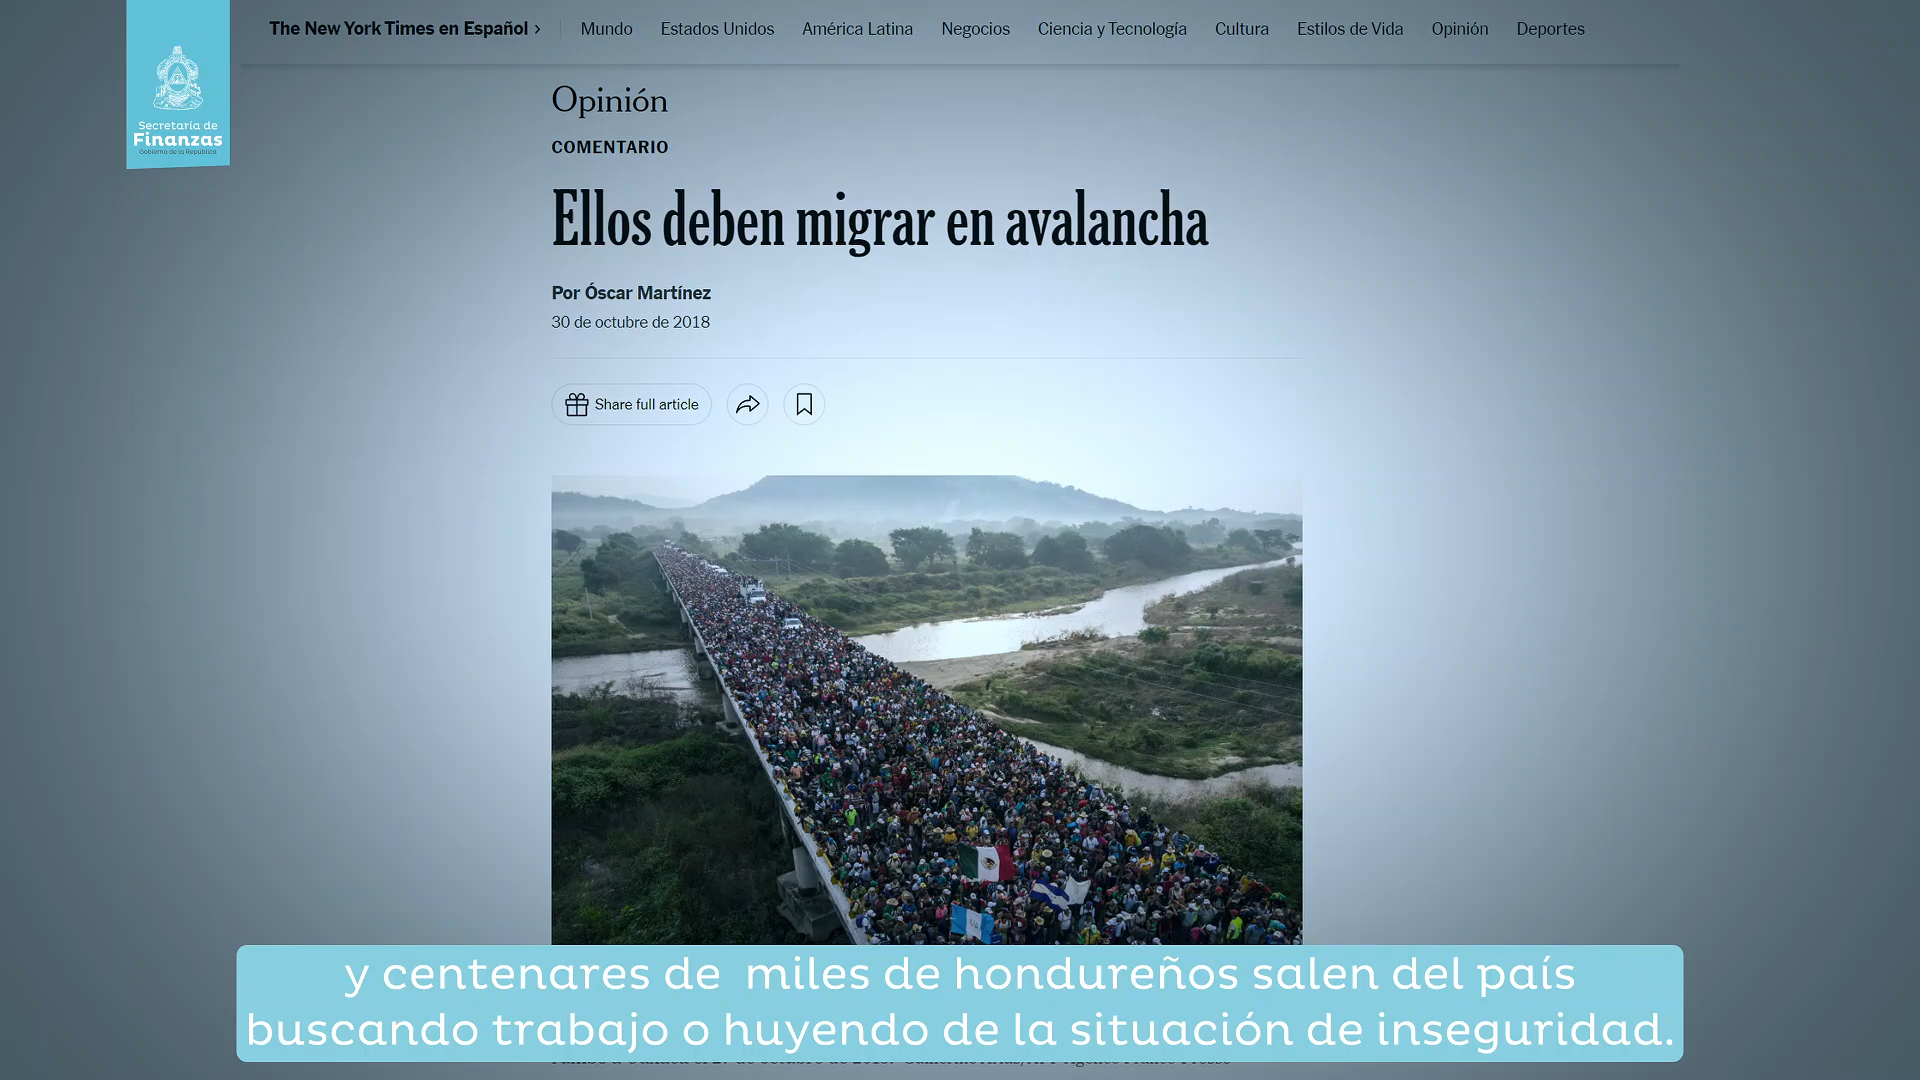 The New York Times en Español ›
Mundo
Estados Unidos
América Latina
Negocios
Ciencia y Tecnología
Cultura
Estilos de Vida
Opinión
Deportes
Secretaría de
Finanzas
Gobierno de la República
Opinión
COMENTARIO
Ellos deben migrar en avalancha
Por Óscar Martínez
30 de octubre de 2018
Share full article
y centenares de miles de hondureños salen del país
buscando trabajo o huyendo de la situación de inseguridad.